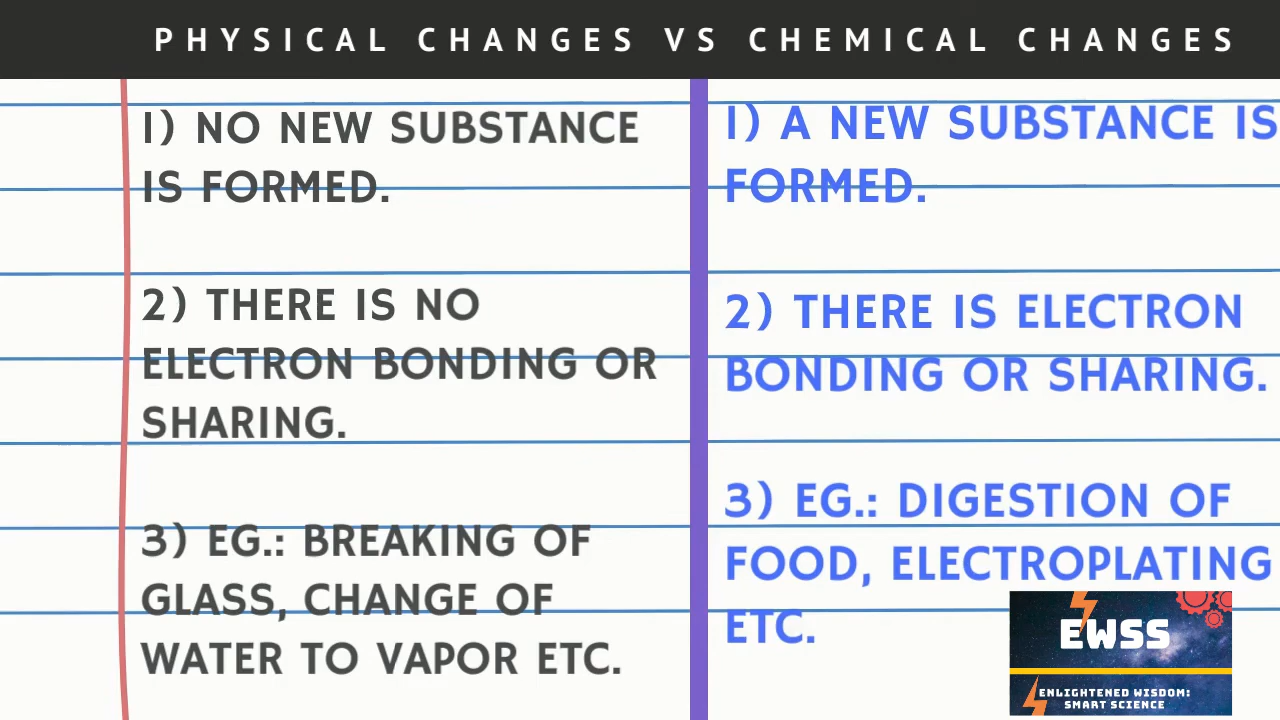 PHYSICAL CHANGES VS CHEMICAL CHANGES
1) NO NEW SUBSTANCE
IS FORMED.
2) THERE IS NO
ELECTRON BONDING OR
SHARING.
3) EG.: BREAKING OF
GLASS, CHANGE OF
WATER TO VAPOR ETC.
1) A NEW SUBSTANCE IS
FORMED.
2) THERE IS ELECTRON
BONDING OR SHARING.
3) EG.: DIGESTION OF
FOOD, ELECTROPLATING
ETC.
EWSS
ENLIGHTENED WISDOM:
SMART SCIENCE